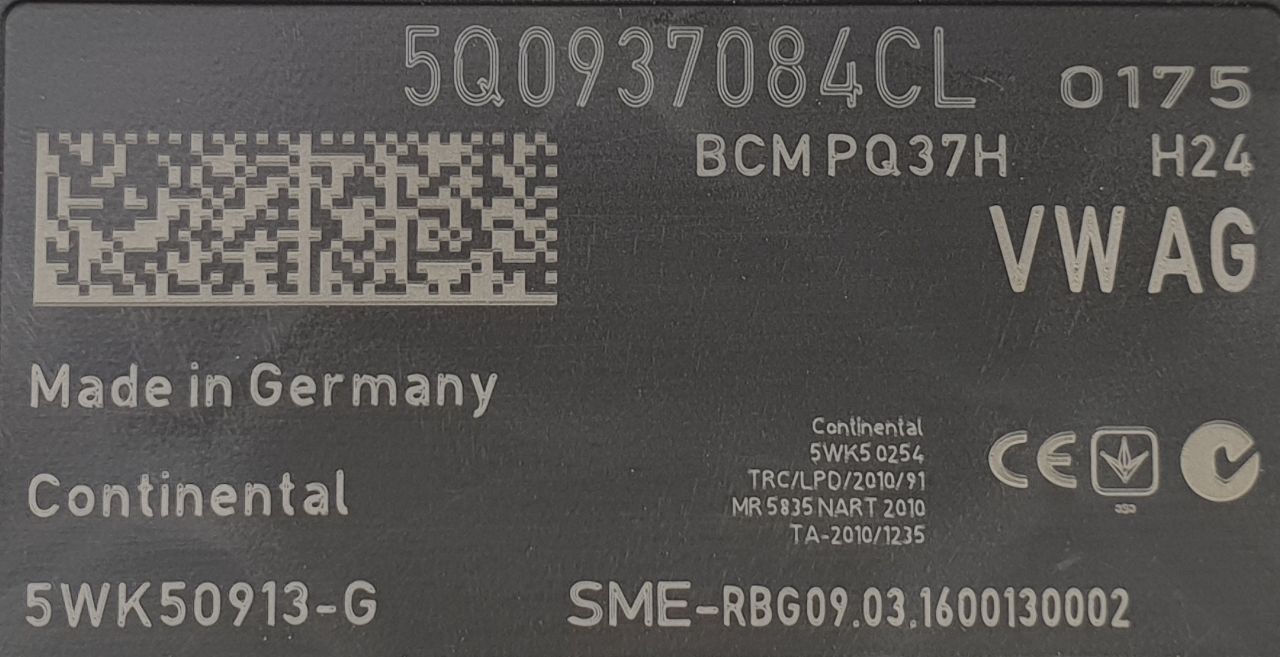 5Q0937084CL 0175
BCM PQ37H H24
VW AG
Made in Germany
Continental
5WK5 0254
TRC/LPD/2010/91
MR 5835 NART 2010
TA-2010/1235
CE
Continental
5WK50913-G SME-RBG09.03.1600130002